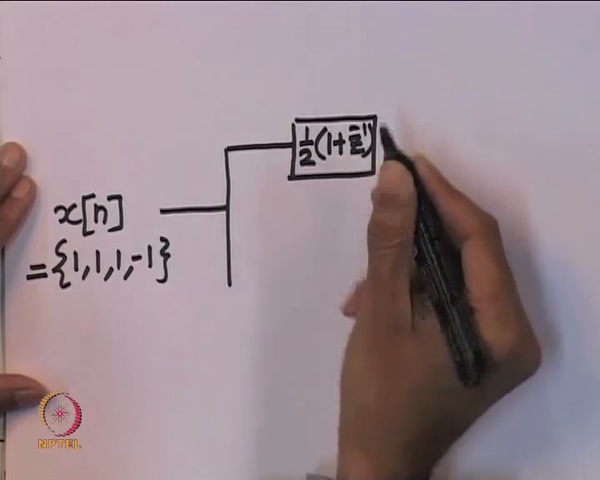 ½(1+z⁻¹)
x[n]
={1,1,1,-1}
NPTEL